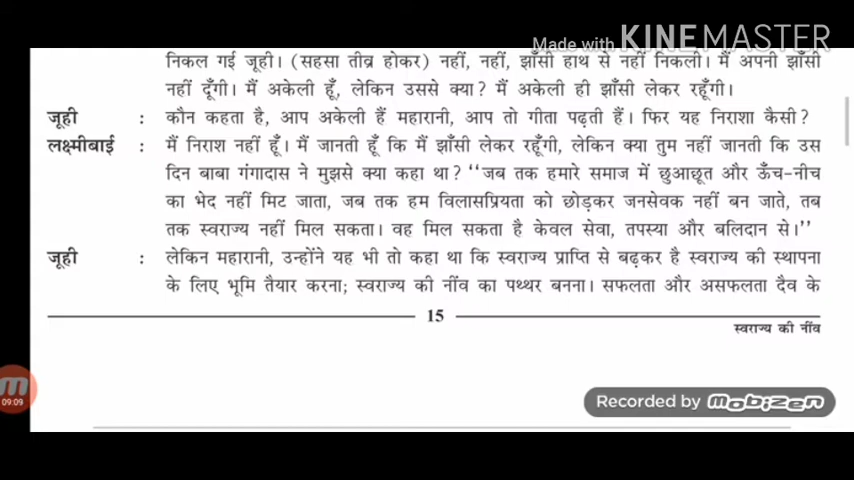 Made with KINEMASTER
निकल गई जूही। (सहसा तीव्र होकर) नहीं, नहीं, झाँसी हाथ से नहीं निकली। मैं अपनी झाँसी
नहीं दूँगी। मैं अकेली हूँ, लेकिन उससे क्या? मैं अकेली ही झाँसी लेकर रहूँगी।
जूही : कौन कहता है, आप अकेली हैं महारानी, आप तो गीता पढ़ती हैं। फिर यह निराशा कैसी?
लक्ष्मीबाई : मैं निराश नहीं हूँ। मैं जानती हूँ कि मैं झाँसी लेकर रहूँगी, लेकिन क्या तुम नहीं जानती कि उस
दिन बाबा गंगादास ने मुझसे क्या कहा था? "जब तक हमारे समाज में छुआछूत और ऊँच-नीच
का भेद नहीं मिट जाता, जब तक हम विलासप्रियता को छोड़कर जनसेवक नहीं बन जाते, तब
तक स्वराज्य नहीं मिल सकता। वह मिल सकता है केवल सेवा, तपस्या और बलिदान से।"
जूही : लेकिन महारानी, उन्होंने यह भी तो कहा था कि स्वराज्य प्राप्ति से बढ़कर है स्वराज्य की स्थापना
के लिए भूमि तैयार करना; स्वराज्य की नींव का पथ्थर बनना। सफलता और असफलता दैव के
15
स्वराज्य की नींव
09:09
Recorded by mobizen